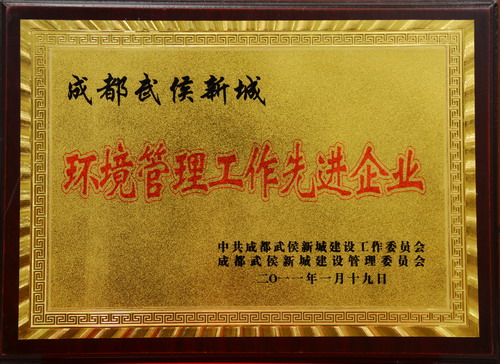 成都武侯新城
环境管理工作先进企业
中共成都武侯新城建设工作委员会
成都武侯新城建设管理委员会
二〇一一年一月十九日